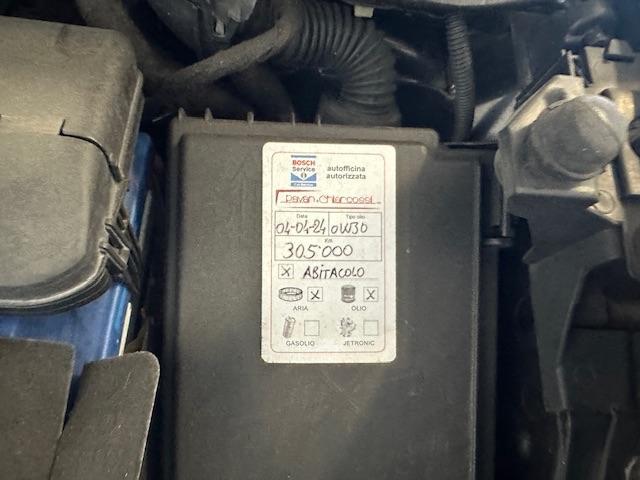 BOSCH
Service
autofficina
autorizzata
Pavan-Chiarcossi
Data Tipo olio
04-04-24 0W30
Km
305'000
X ABITACOLO
X X
ARIA OLIO
GASOLIO JETRONIC